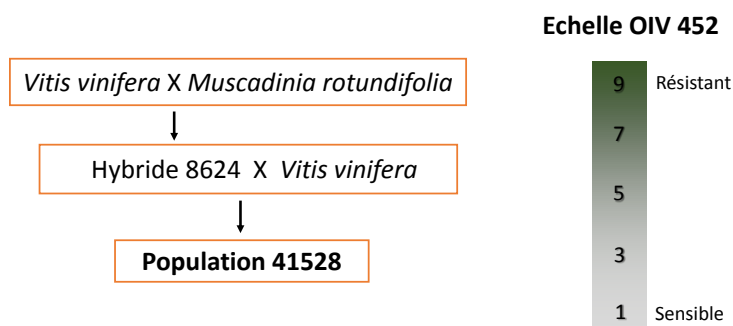 Echelle OIV 452
Vitis vinifera X Muscadinia rotundifolia
Hybride 8624 X Vitis vinifera
Population 41528
9 Résistant
7
5
3
1 Sensible